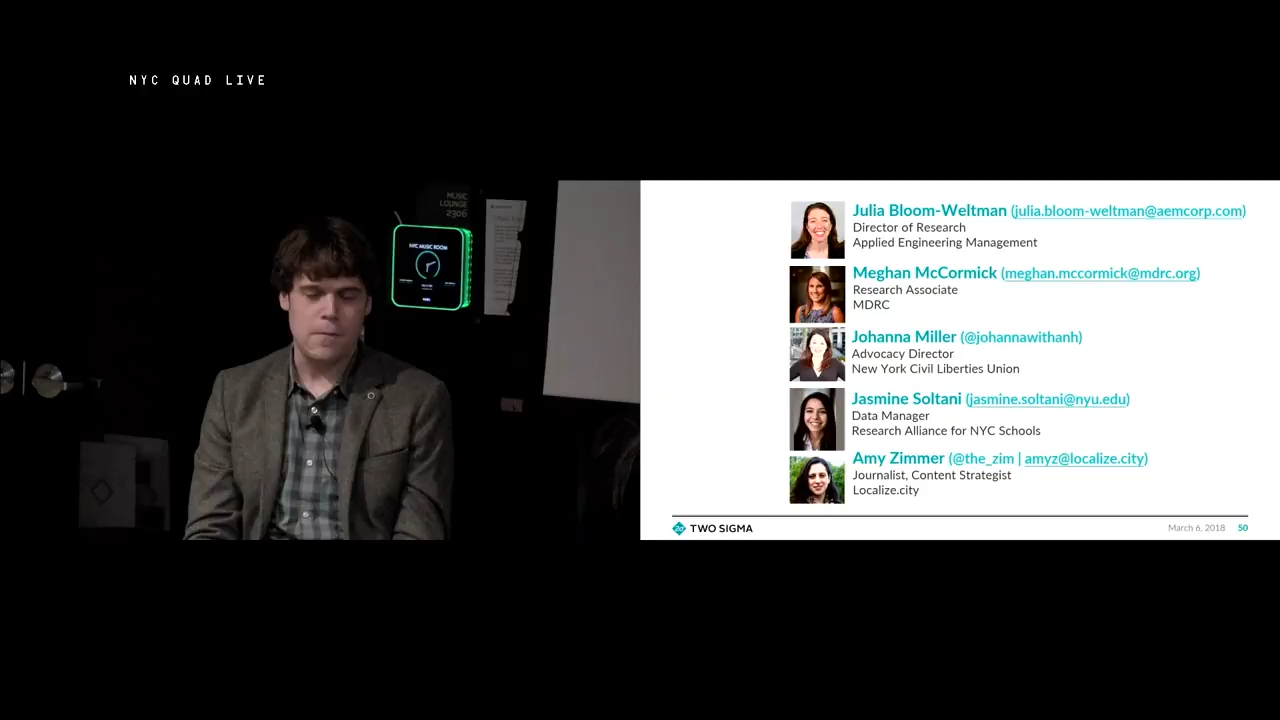 NYC QUAD LIVE
MUSIC
LOUNGE
2306
NYC MUSIC ROOM
Julia Bloom-Weltman (julia.bloom-weltman@aemcorp.com)
Director of Research
Applied Engineering Management
Meghan McCormick (meghan.mccormick@mdrc.org)
Research Associate
MDRC
Johanna Miller (@johannawithanh)
Advocacy Director
New York Civil Liberties Union
Jasmine Soltani (jasmine.soltani@nyu.edu)
Data Manager
Research Alliance for NYC Schools
Amy Zimmer (@the_zim | amyz@localize.city)
Journalist, Content Strategist
Localize.city
TWO SIGMA
March 6, 2018 50